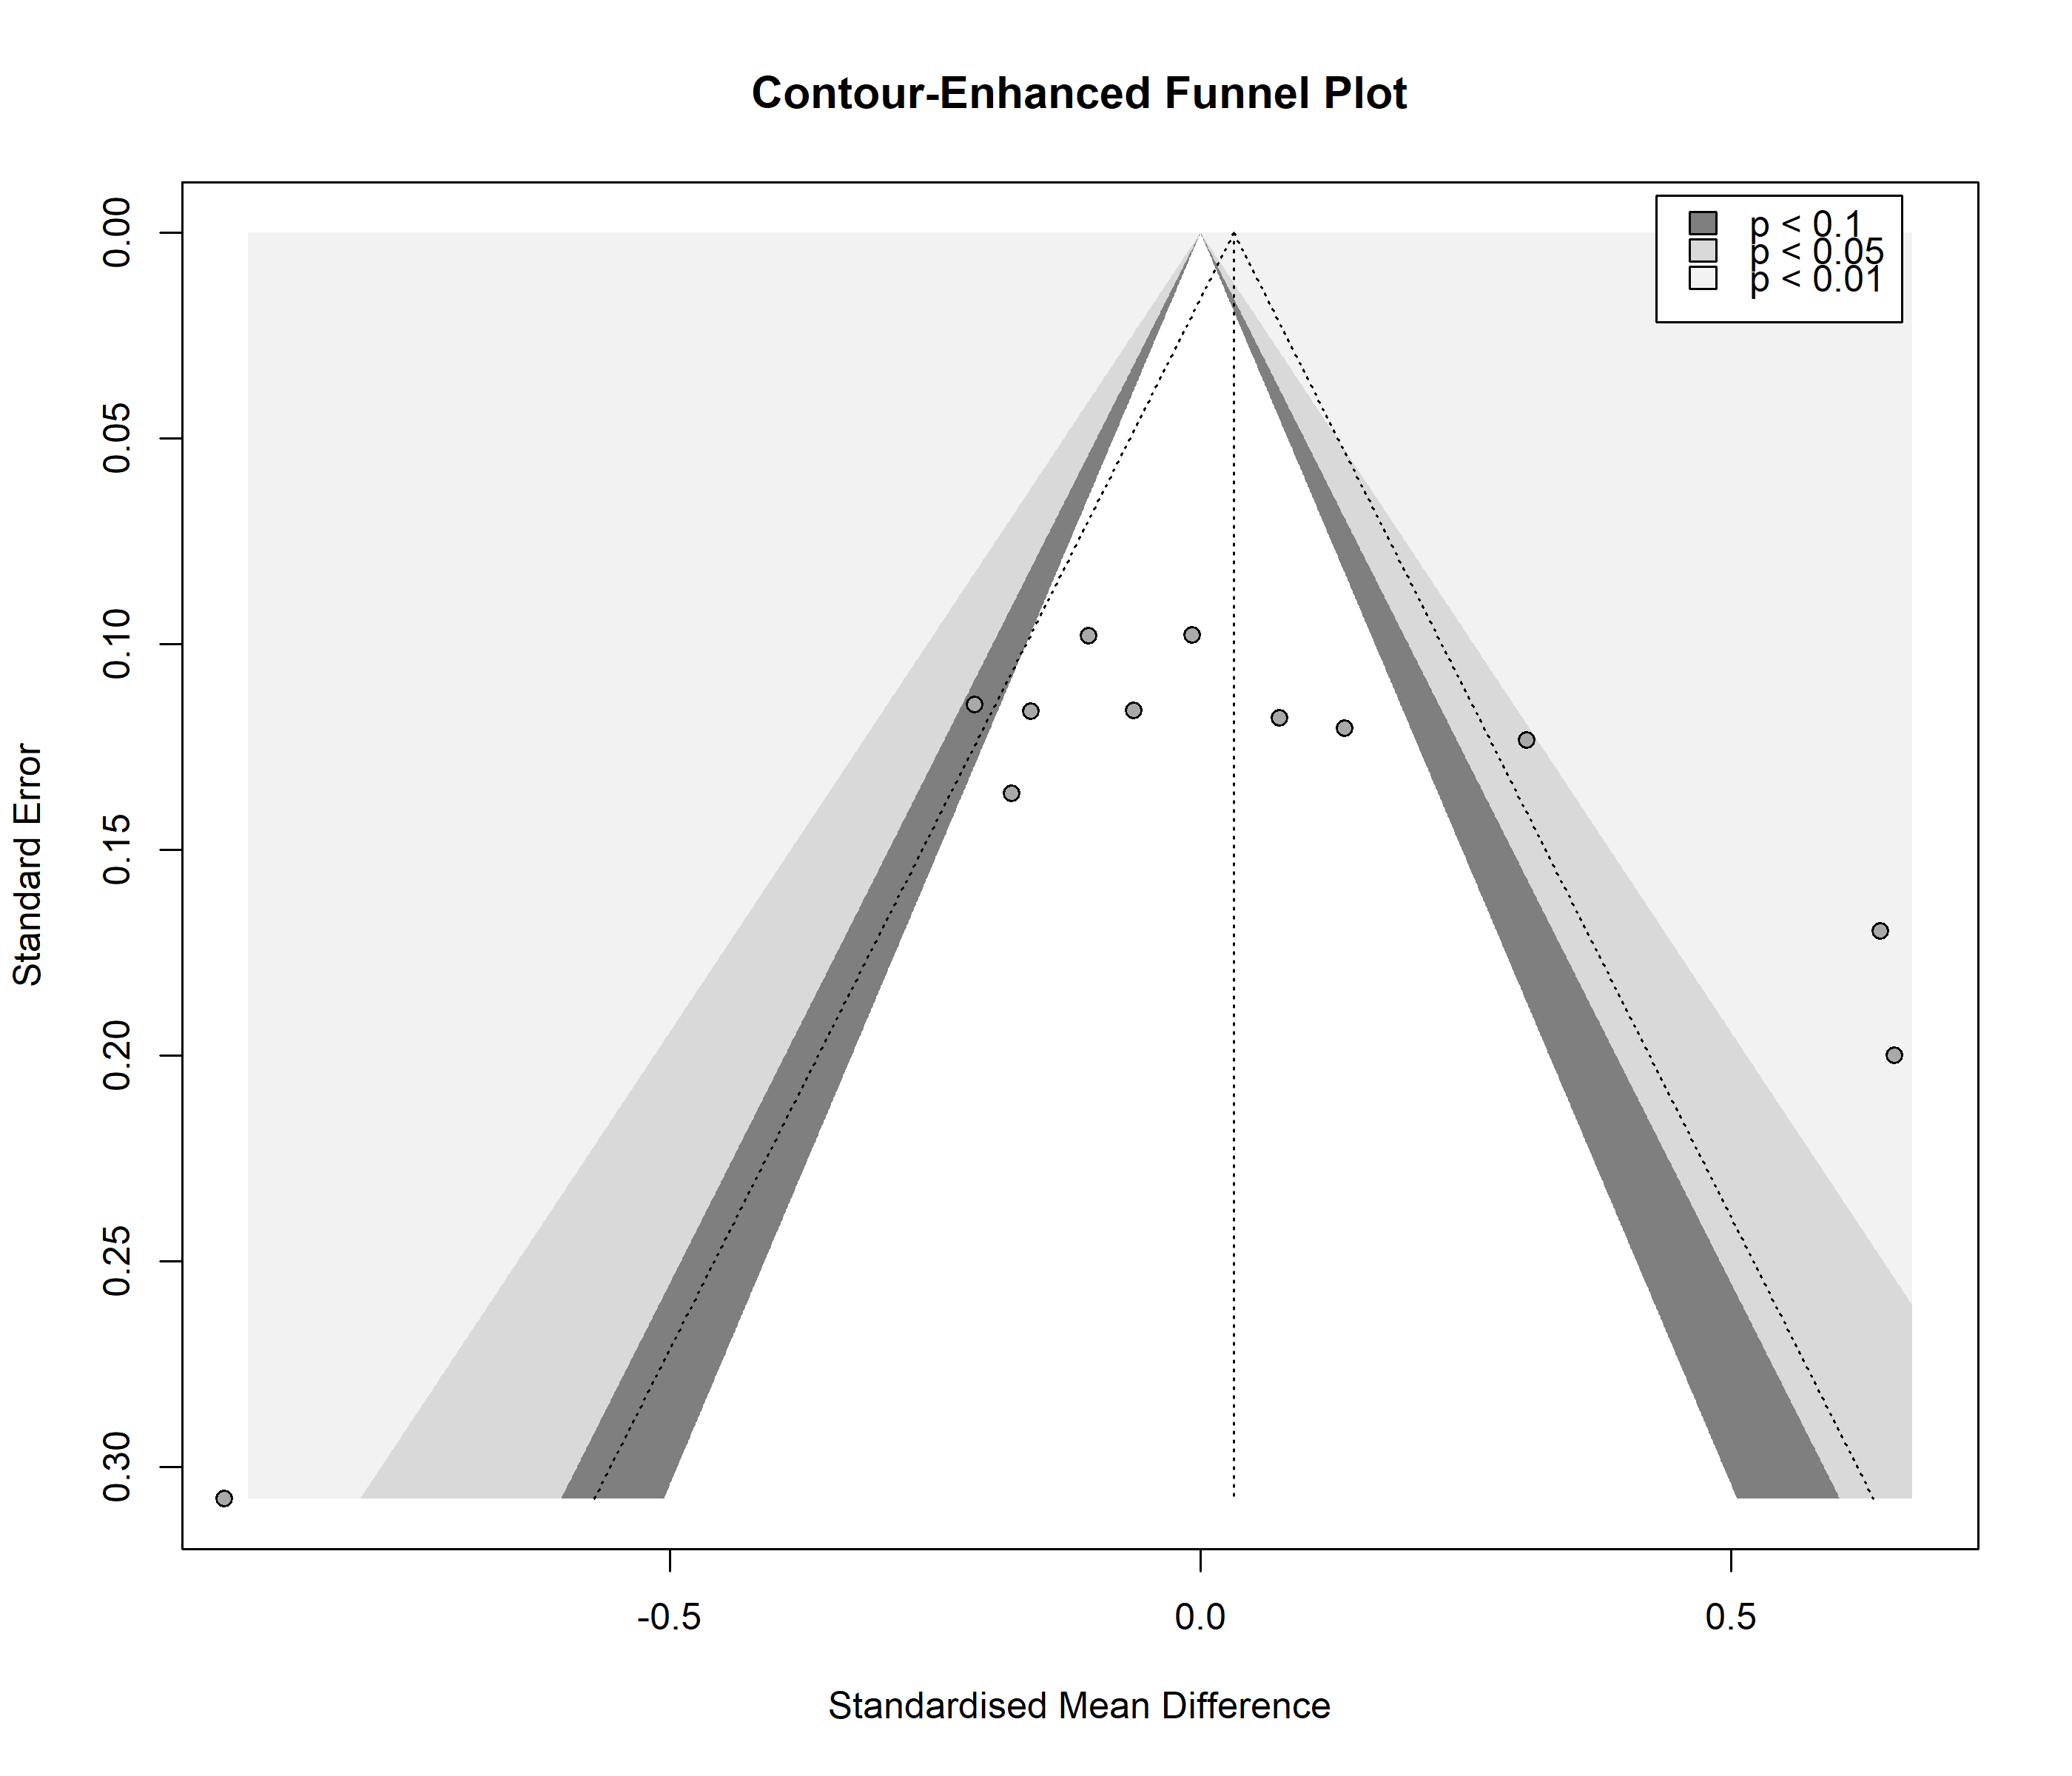 Contour-Enhanced Funnel Plot
p < 0.1
p < 0.05
p < 0.01
0.00
0.05
0.10
0.15
0.20
0.25
0.30
Standard Error
-0.5
0.0
0.5
Standardised Mean Difference